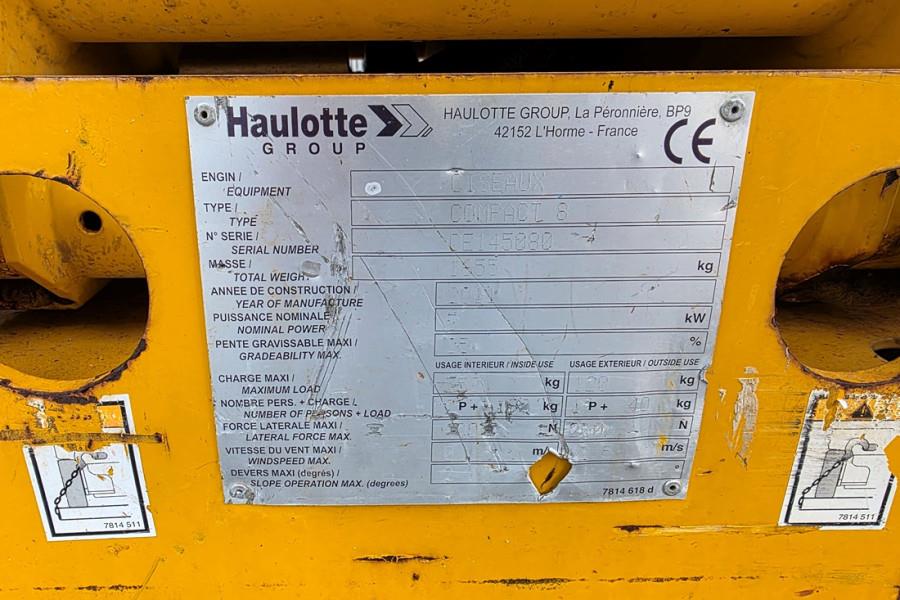 Haulotte
GROUP
HAULOTTE GROUP, La Péronnière, BP9
42152 L'Horme - France
CE
ENGIN /
EQUIPMENT
CISEAUX
TYPE /
TYPE
COMPACT 8
N° SERIE /
SERIAL NUMBER
CE145080
MASSE /
TOTAL WEIGHT
kg
ANNEE DE CONSTRUCTION /
YEAR OF MANUFACTURE
PUISSANCE NOMINALE /
NOMINAL POWER
kW
PENTE GRAVISSABLE MAXI /
GRADEABILITY MAX.
%
USAGE INTERIEUR / INSIDE USE
USAGE EXTERIEUR / OUTSIDE USE
CHARGE MAXI /
MAXIMUM LOAD
kg
kg
NOMBRE PERS. + CHARGE /
NUMBER OF PERSONS + LOAD
P + kg
P + 40 kg
FORCE LATERALE MAXI /
LATERAL FORCE MAX.
N
N
VITESSE DU VENT MAXI /
WINDSPEED MAX.
m/s
DEVERS MAXI (degrés) /
SLOPE OPERATION MAX. (degrees)
°
7814 618 d
7814 511
7814 511